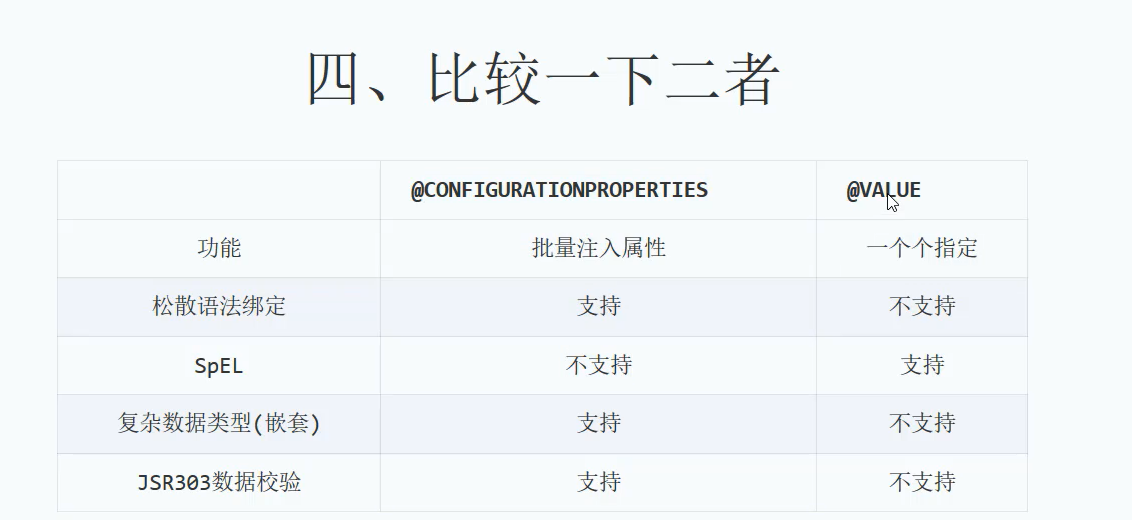 四、比较一下二者
@CONFIGURATIONPROPERTIES @VALUE
功能 批量注入属性 一个个指定
松散语法绑定 支持 不支持
SpEL 不支持 支持
复杂数据类型(嵌套) 支持 不支持
JSR303数据校验 支持 不支持